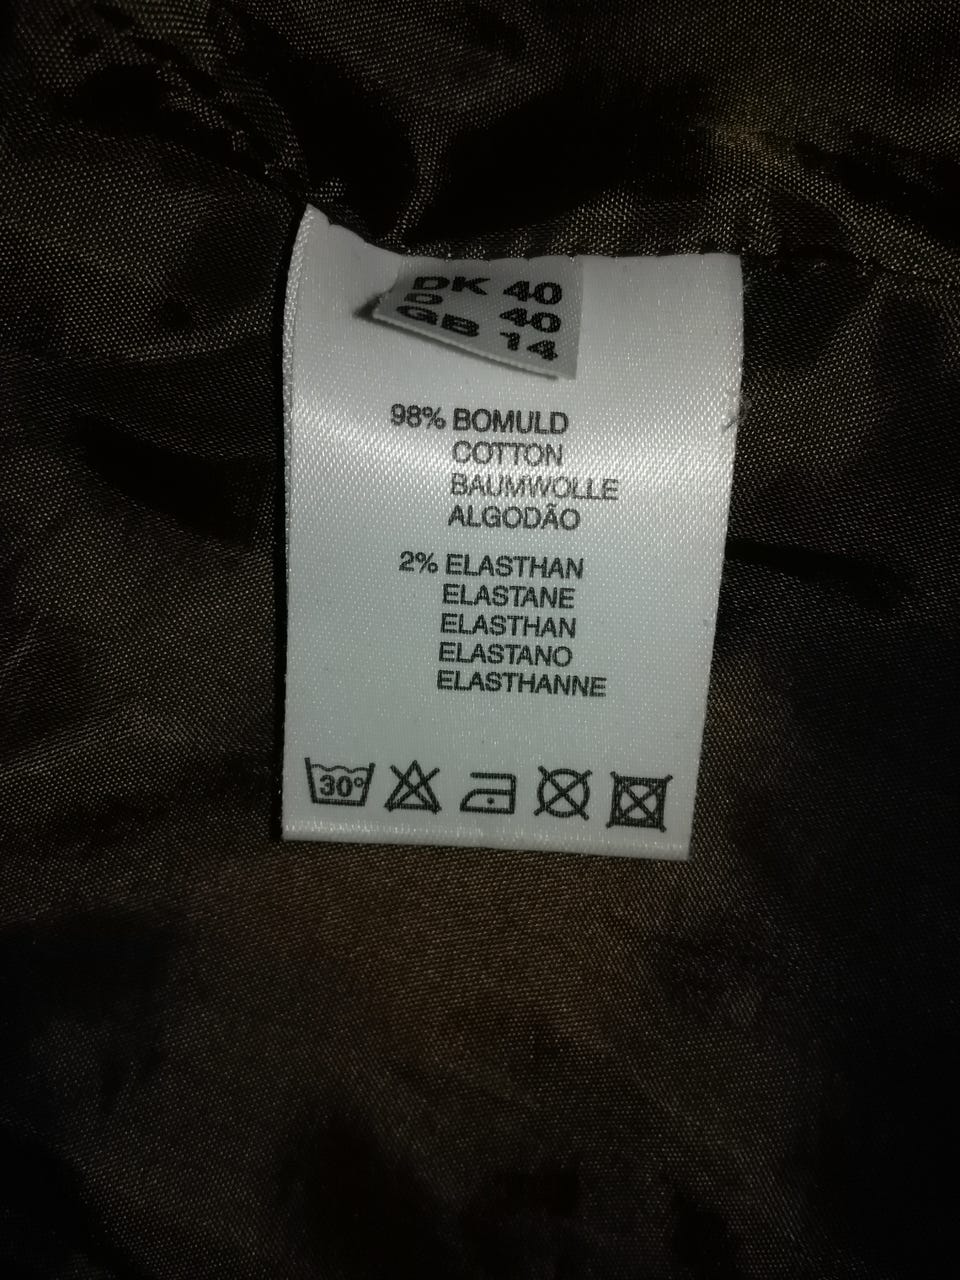 DK 40
D 40
GB 14
98% BOMULD
COTTON
BAUMWOLLE
ALGODÃO
2% ELASTHAN
ELASTANE
ELASTHAN
ELASTANO
ELASTHANNE
30°